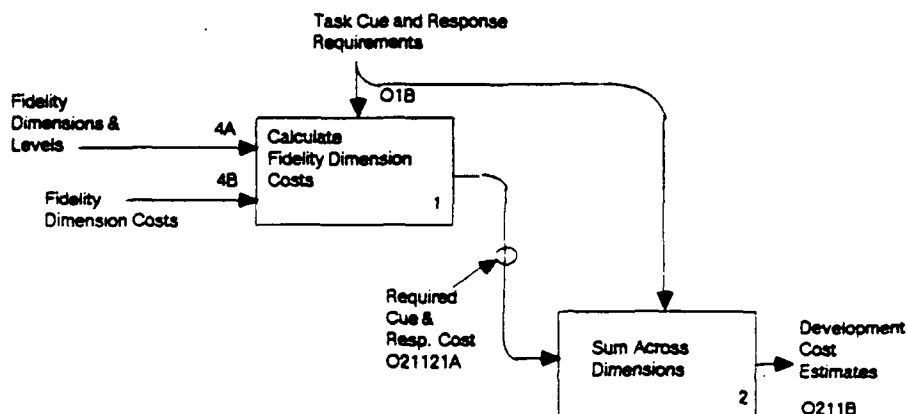 Task Cue and Response
Requirements
O1B
Fidelity
Dimensions &
Levels
4A
Calculate
Fidelity Dimension
Costs
1
4B
Fidelity
Dimension Costs
Required
Cue &
Resp. Cost
O21121A
Sum Across
Dimensions
2
Development
Cost
Estimates
O211B